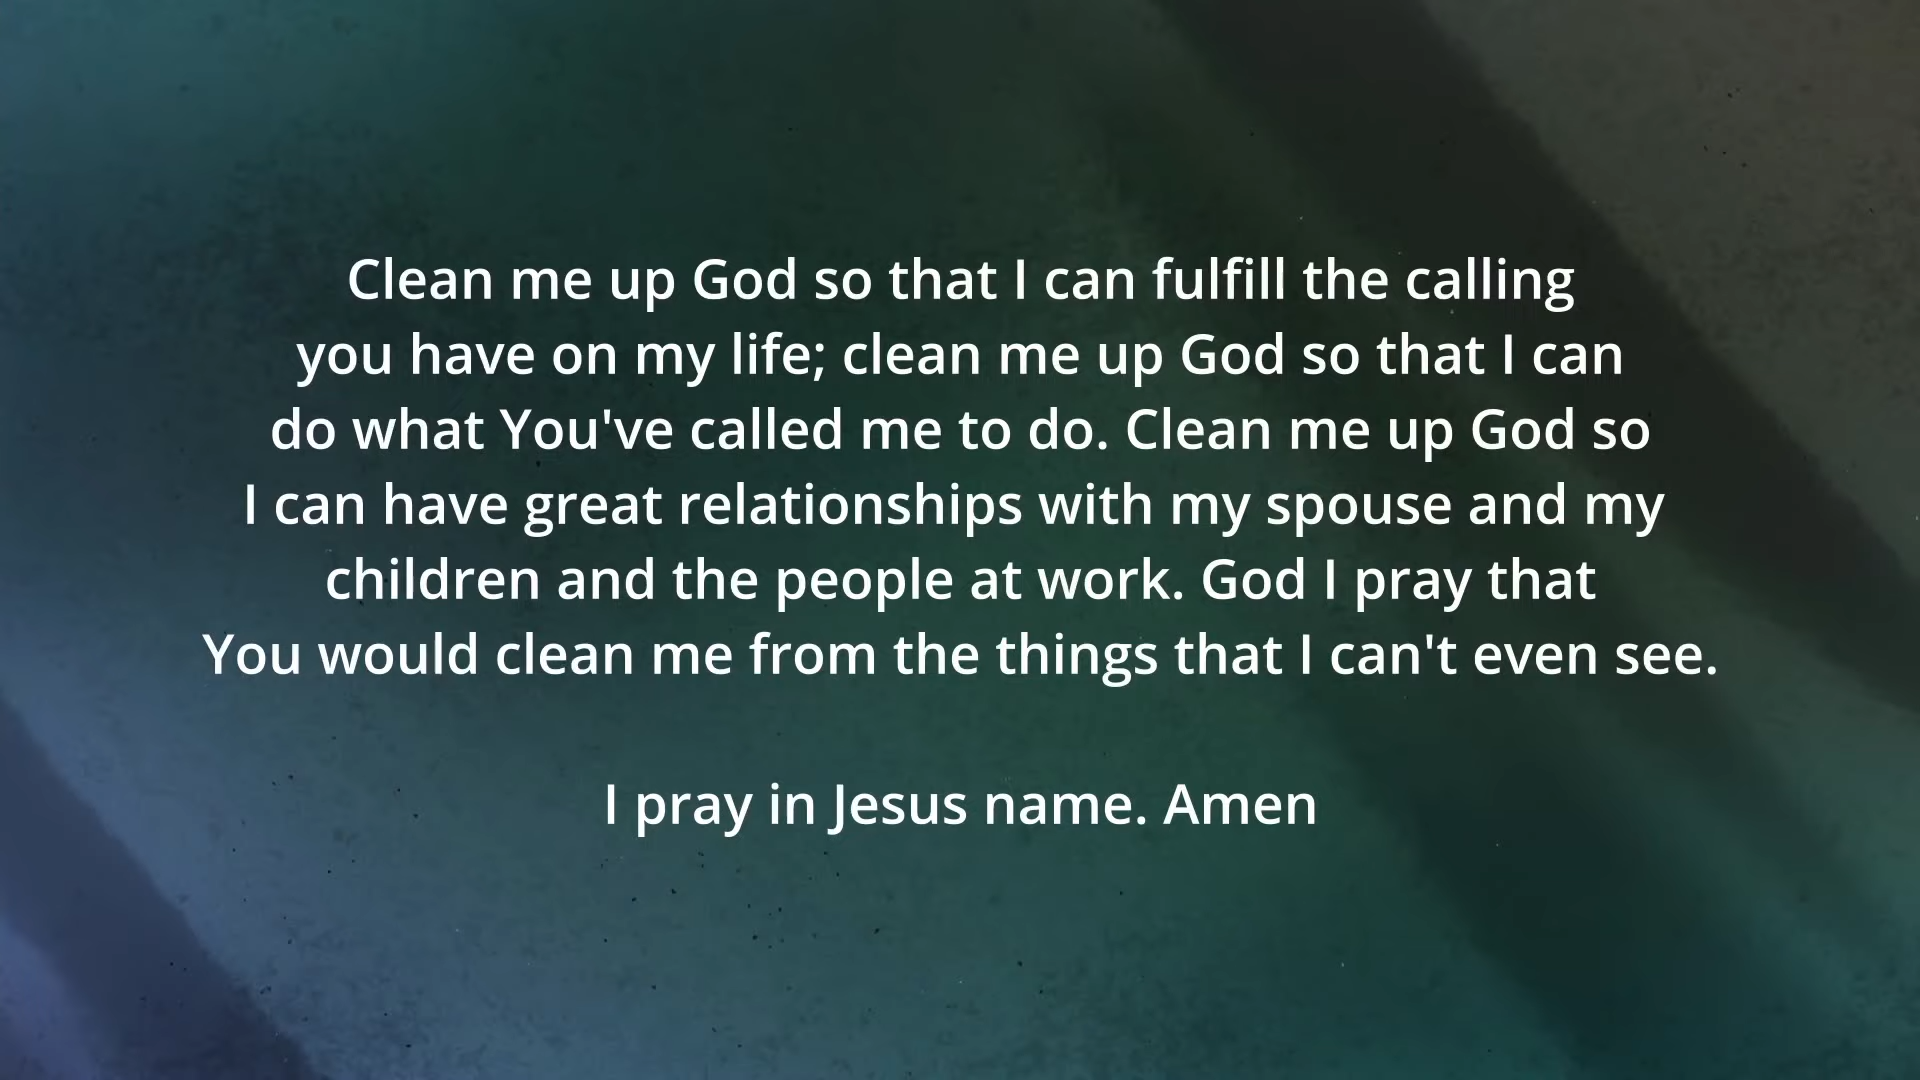 Clean me up God so that I can fulfill the calling
you have on my life; clean me up God so that I can
do what You've called me to do. Clean me up God so
I can have great relationships with my spouse and my
children and the people at work. God I pray that
You would clean me from the things that I can't even see.
I pray in Jesus name. Amen